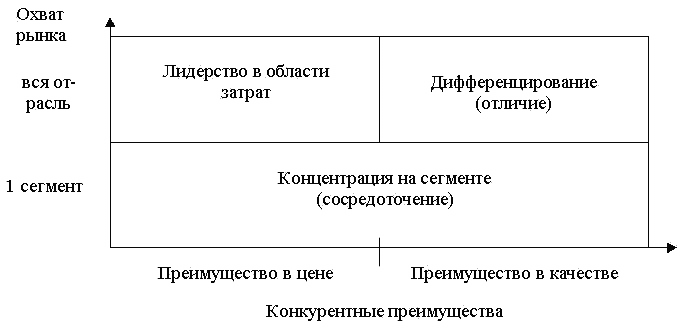 Охват
рынка
вся от-
расль
Лидерство в области
затрат
Дифференцирование
(отличие)
1 сегмент
Концентрация на сегменте
(сосредоточение)
Преимущество в цене
Преимущество в качестве
Конкурентные преимущества